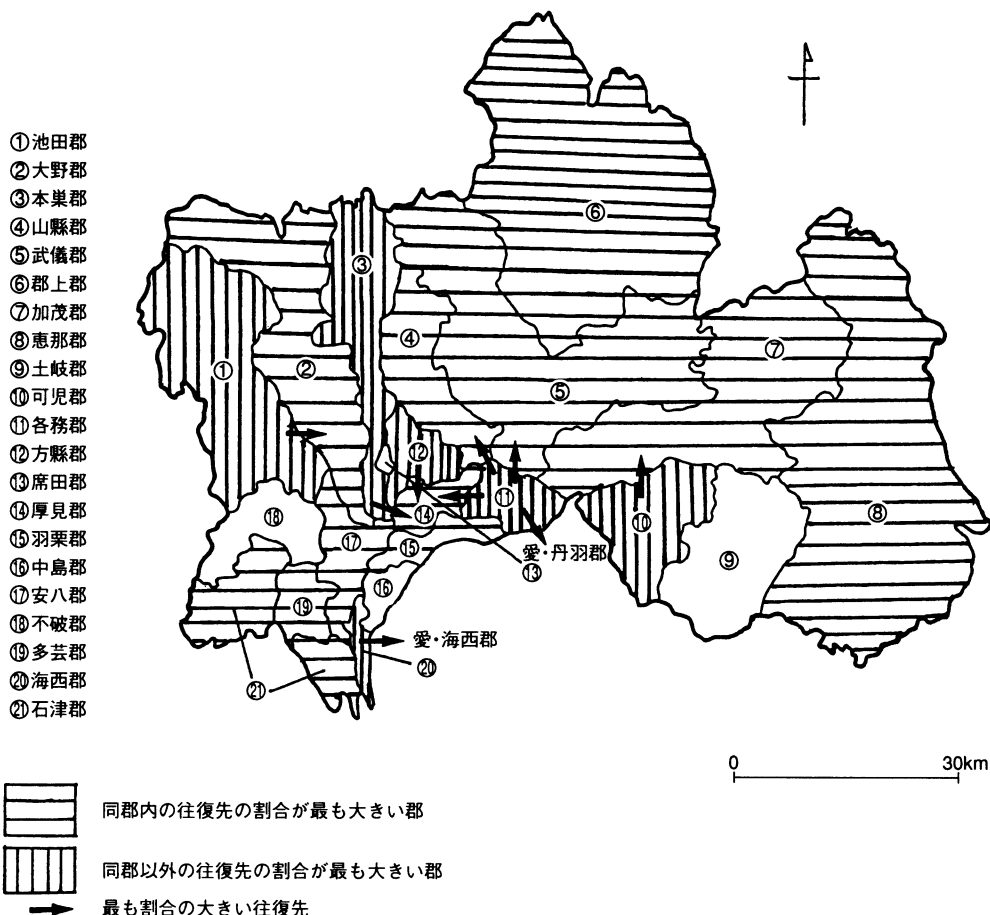 ①池田郡
②大野郡
③本巣郡
④山縣郡
⑤武儀郡
⑥郡上郡
⑦加茂郡
⑧恵那郡
⑨土岐郡
⑩可児郡
⑪各務郡
⑫方縣郡
⑬席田郡
⑭厚見郡
⑮羽栗郡
⑯中島郡
⑰安八郡
⑱不破郡
⑲多芸郡
⑳海西郡
㉑石津郡
⑥
③
④
⑦
①
②
⑤
⑫
⑪
⑩
⑧
⑱
⑭
⑰
⑮
愛・丹羽郡
⑬
⑨
⑯
⑲
愛・海西郡
⑳
㉑
0 30km
同郡内の往復先の割合が最も大きい郡
同郡以外の往復先の割合が最も大きい郡
最も割合の大きい往復先